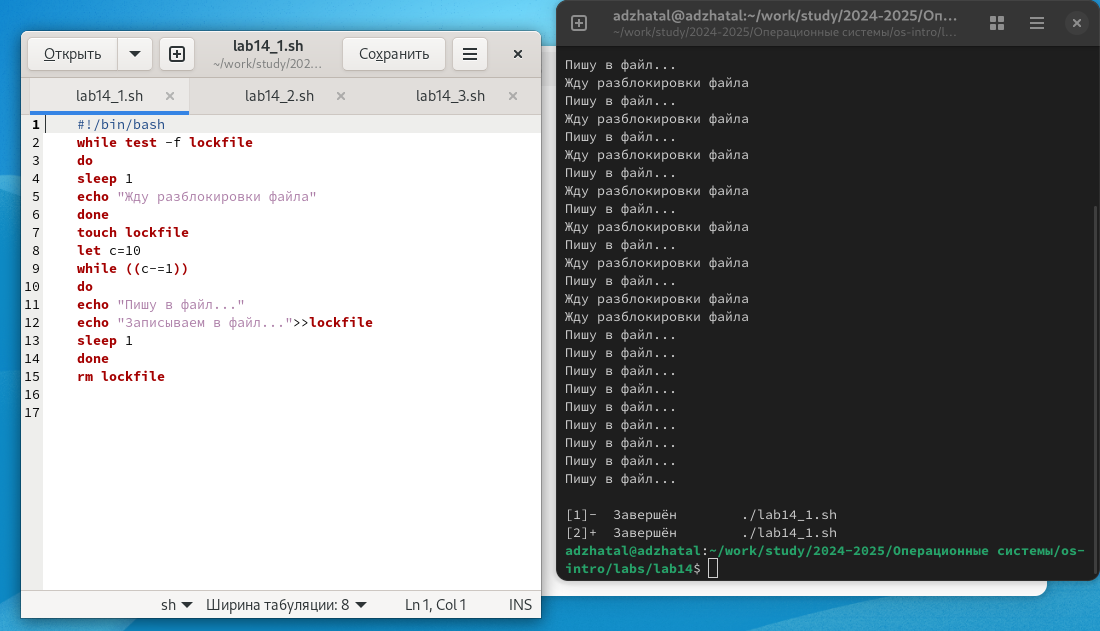 Открыть
lab14_1.sh
~/work/study/202...
Сохранить
lab14_1.sh
lab14_2.sh
lab14_3.sh
1 #!/bin/bash
2 while test -f lockfile
3 do
4 sleep 1
5 echo "Жду разблокировки файла"
6 done
7 touch lockfile
8 let c=10
9 while ((c-=1))
10 do
11 echo "Пишу в файл..."
12 echo "Записываем в файл...">>lockfile
13 sleep 1
14 done
15 rm lockfile
16
17
sh
Ширина табуляции: 8
Ln 1, Col 1
INS
adzhatal@adzhatal:~/work/study/2024-2025/Оп...
~/work/study/2024-2025/Операционные системы/os-intro/l...
Пишу в файл...
Жду разблокировки файла
Пишу в файл...
Жду разблокировки файла
Пишу в файл...
Жду разблокировки файла
Пишу в файл...
Жду разблокировки файла
Пишу в файл...
Жду разблокировки файла
Пишу в файл...
Жду разблокировки файла
Пишу в файл...
Жду разблокировки файла
Жду разблокировки файла
Пишу в файл...
Пишу в файл...
Пишу в файл...
Пишу в файл...
Пишу в файл...
Пишу в файл...
Пишу в файл...
Пишу в файл...
Пишу в файл...
[1]- Завершён ./lab14_1.sh
[2]+ Завершён ./lab14_1.sh
adzhatal@adzhatal:~/work/study/2024-2025/Операционные системы/os-
intro/labs/lab14$